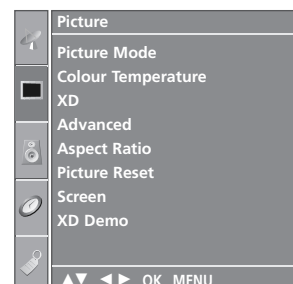 Picture
Picture Mode
Colour Temperature
XD
Advanced
Aspect Ratio
Picture Reset
Screen
XD Demo
▲▼ ◄► OK MENU